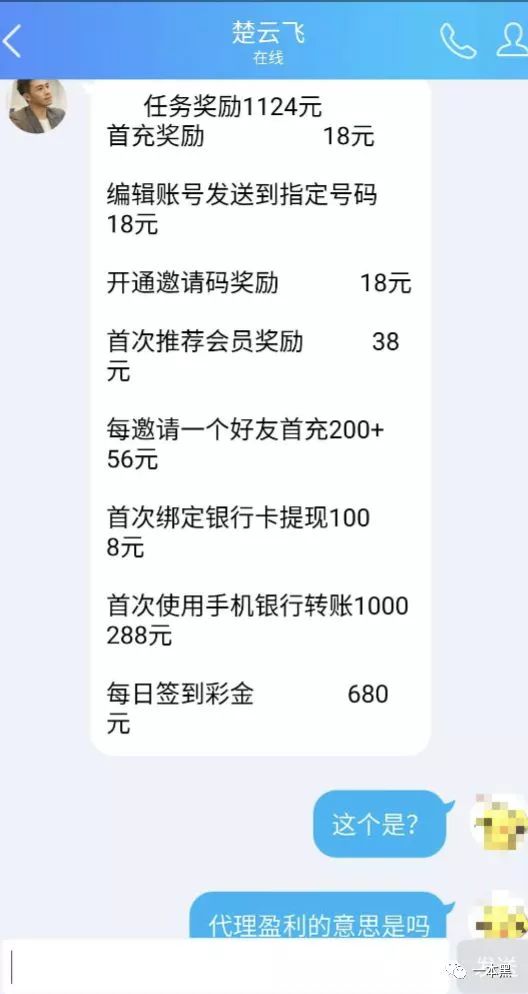 楚云飞
在线
任务奖励1124元
首充奖励 18元
编辑账号发送到指定号码
18元
开通邀请码奖励 18元
首次推荐会员奖励 38
元
每邀请一个好友首充200+
56元
首次绑定银行卡提现100
8元
首次使用手机银行转账1000
288元
每日签到彩金 680
元
这个是？
代理盈利的意思是吗
发送
一本黑